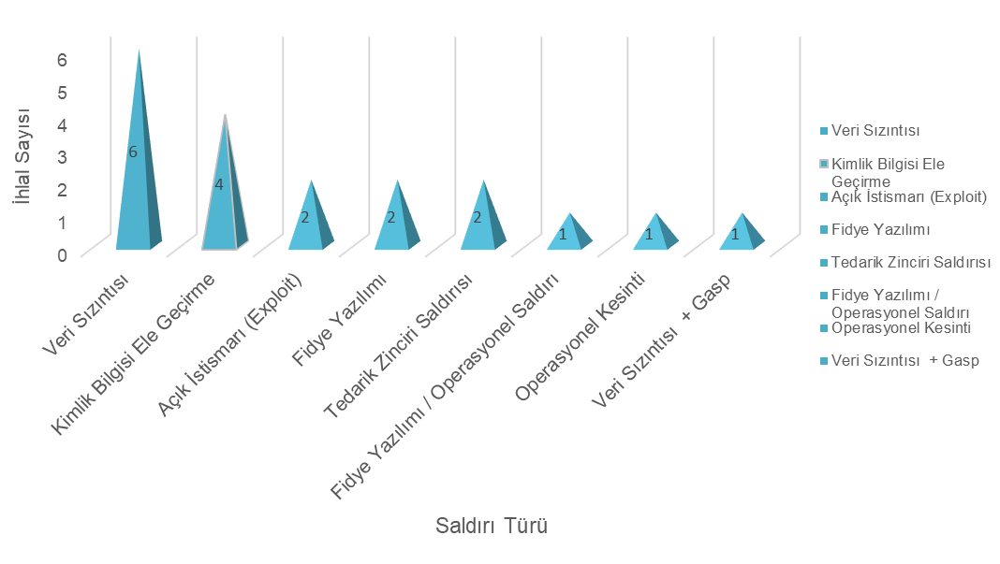 İhlal Sayısı
6
5
4
3
2
1
0
6
4
2
2
2
1
1
1
Veri Sızıntısı
Kimlik Bilgisi Ele Geçirme
Açık İstismarı (Exploit)
Fidye Yazılımı
Tedarik Zinciri Saldırısı
Fidye Yazılımı / Operasyonel Saldırı
Operasyonel Kesinti
Veri Sızıntısı + Gasp
Saldırı Türü
Veri Sızıntısı
Kimlik Bilgisi Ele
Geçirme
Açık İstismarı (Exploit)
Fidye Yazılımı
Tedarik Zinciri Saldırısı
Fidye Yazılımı /
Operasyonel Saldırı
Operasyonel Kesinti
Veri Sızıntısı + Gasp